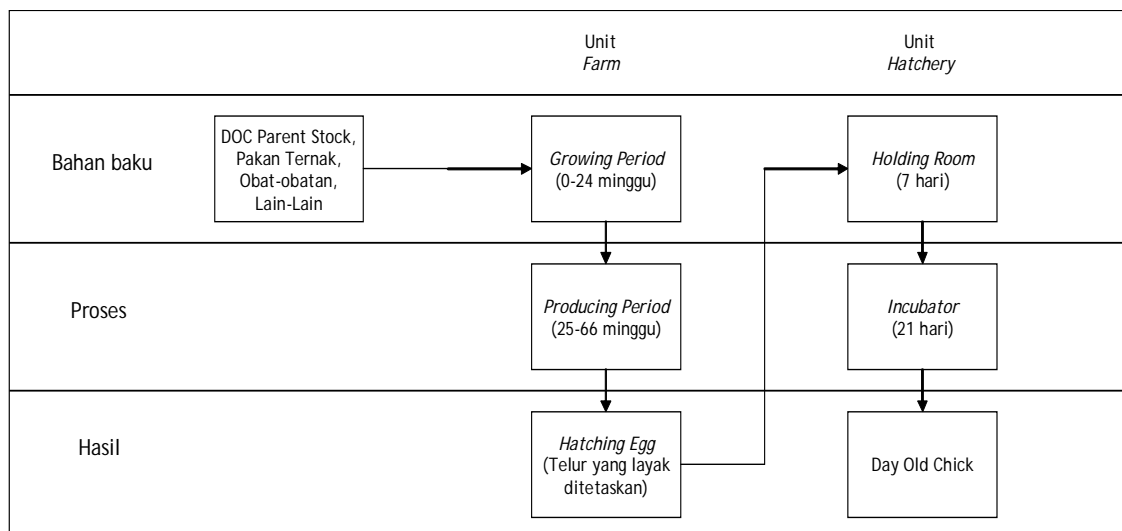 Unit
Farm
Unit
Hatchery
Bahan baku
DOC Parent Stock,
Pakan Ternak,
Obat-obatan,
Lain-Lain
Growing Period
(0-24 minggu)
Holding Room
(7 hari)
Proses
Producing Period
(25-66 minggu)
Incubator
(21 hari)
Hasil
Hatching Egg
(Telur yang layak
ditetaskan)
Day Old Chick